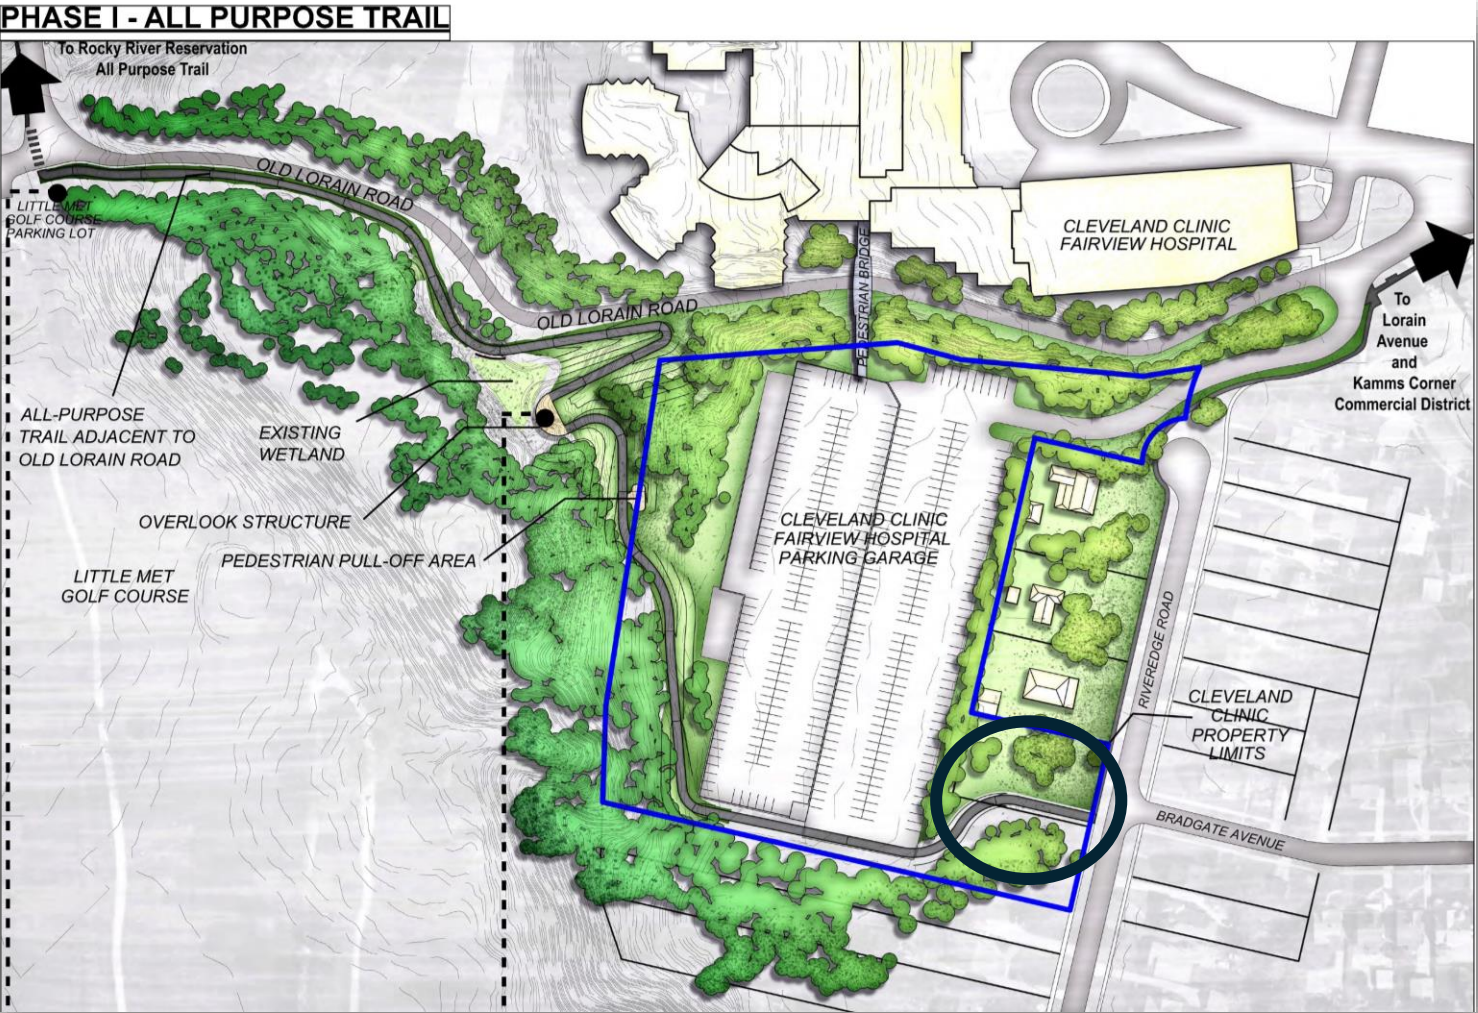 PHASE I - ALL PURPOSE TRAIL
To Rocky River Reservation
All Purpose Trail
OLD LORAIN ROAD
LITTLE MET
GOLF COURSE
PARKING LOT
CLEVELAND CLINIC
FAIRVIEW HOSPITAL
PEDESTRIAN BRIDGE
OLD LORAIN ROAD
To
Lorain
Avenue
and
Kamms Corner
Commercial District
ALL-PURPOSE
TRAIL ADJACENT TO
OLD LORAIN ROAD
EXISTING
WETLAND
OVERLOOK STRUCTURE
PEDESTRIAN PULL-OFF AREA
CLEVELAND CLINIC
FAIRVIEW HOSPITAL
PARKING GARAGE
LITTLE MET
GOLF COURSE
RIVEREDGE ROAD
CLEVELAND
CLINIC
PROPERTY
LIMITS
BRADGATE AVENUE